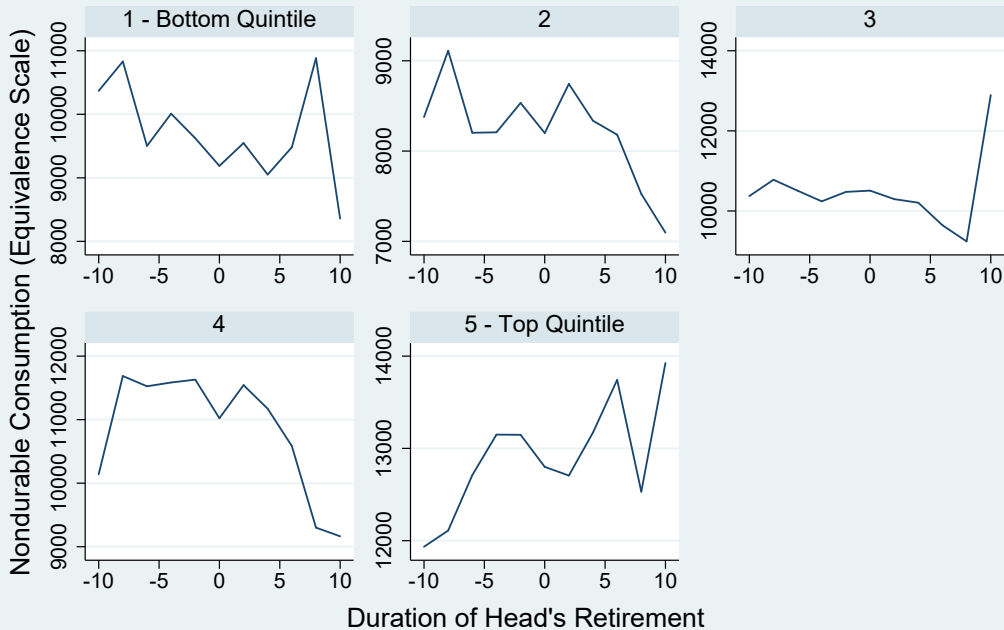 Nondurable Consumption (Equivalence Scale)
1 - Bottom Quintile
11000
10000
9000
8000
-10 -5 0 5 10
2
9000
8000
7000
-10 -5 0 5 10
3
14000
12000
10000
-10 -5 0 5 10
4
12000
11000
10000
9000
-10 -5 0 5 10
5 - Top Quintile
14000
13000
12000
-10 -5 0 5 10
Duration of Head's Retirement